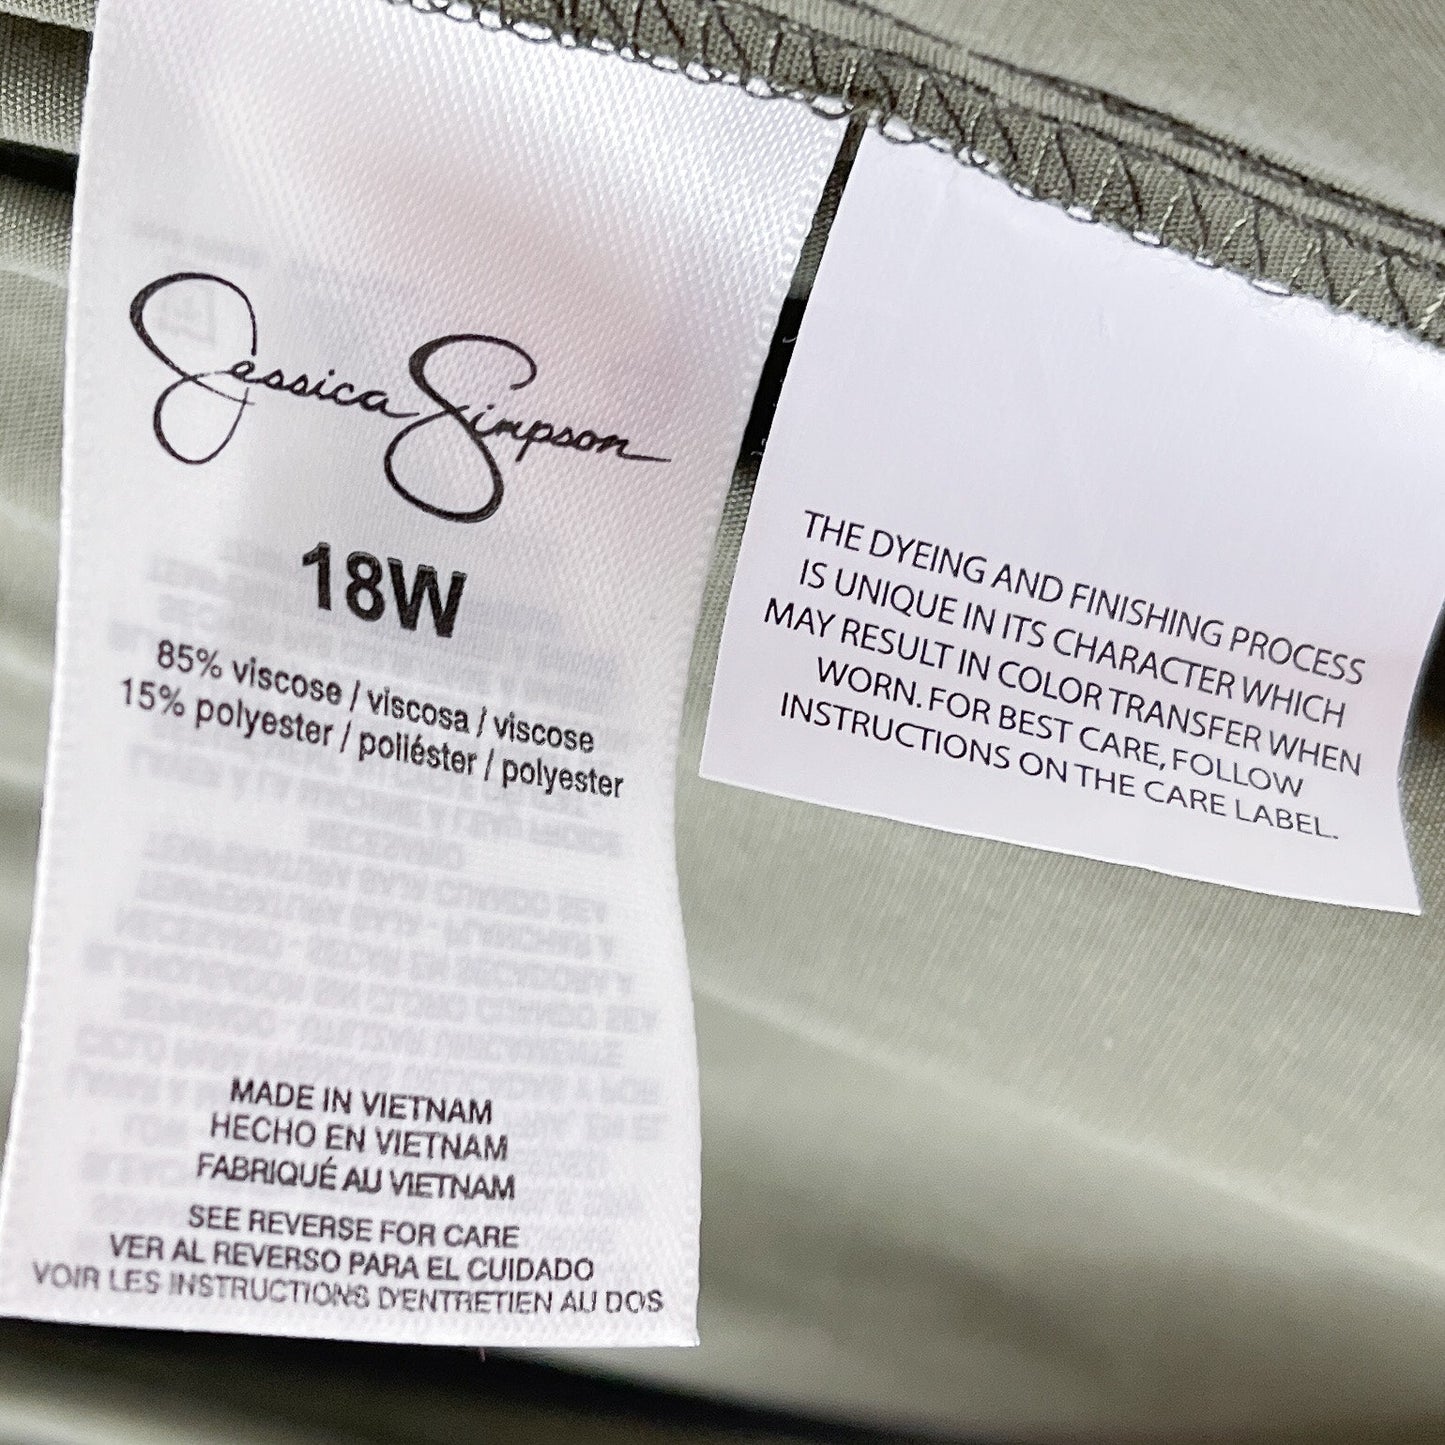 Jessica Simpson
18W
85% viscose / viscosa / viscose
15% polyester / poliéster / polyester
MADE IN VIETNAM
HECHO EN VIETNAM
FABRIQUÉ AU VIETNAM
SEE REVERSE FOR CARE
VER AL REVERSO PARA EL CUIDADO
VOIR LES INSTRUCTIONS D'ENTRETIEN AU DOS
THE DYEING AND FINISHING PROCESS
IS UNIQUE IN ITS CHARACTER WHICH
MAY RESULT IN COLOR TRANSFER WHEN
WORN. FOR BEST CARE, FOLLOW
INSTRUCTIONS ON THE CARE LABEL.